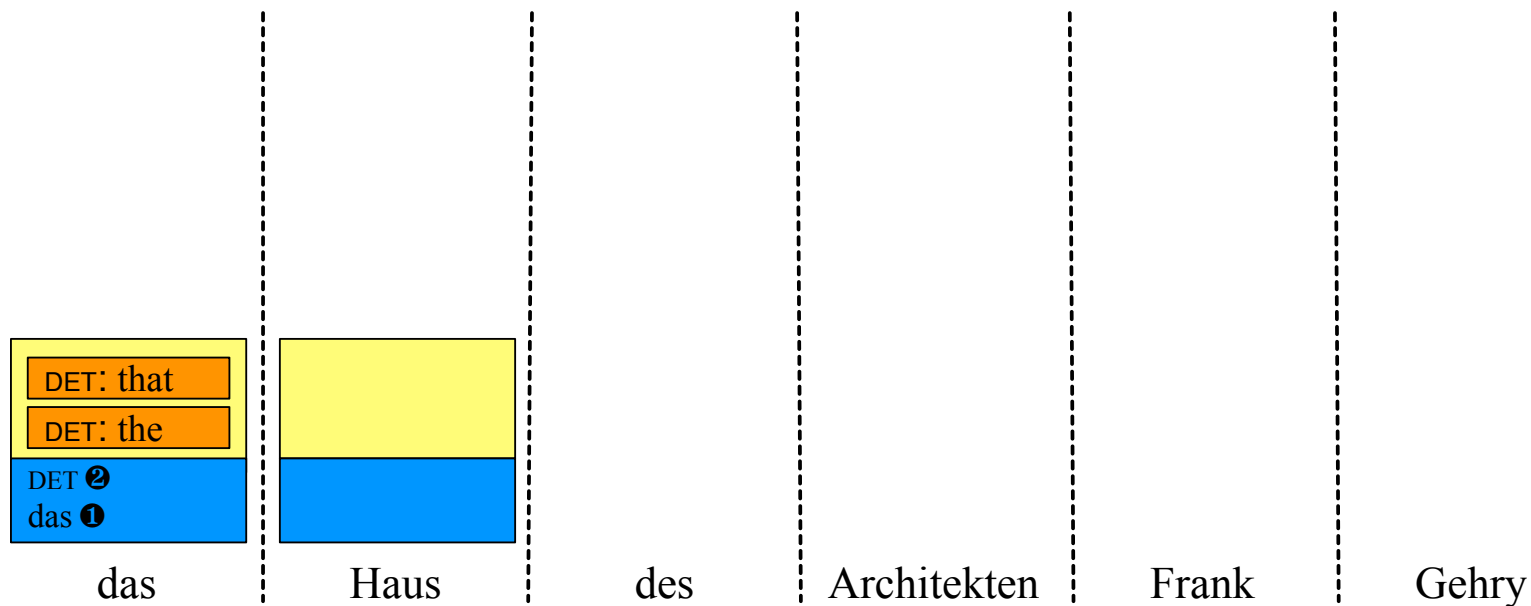 DET: that
DET: the
DET ❷
das ❶
das Haus des Architekten Frank Gehry